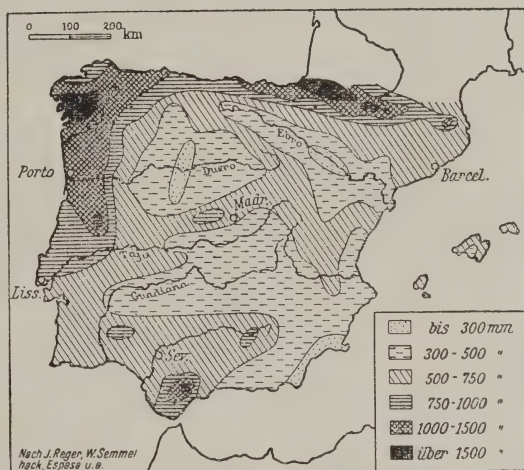 0 100 200
km
Ebro
Duero
Porto
Barcel.
Madr.
Tajo
Liss.
Guadiana
Sev.
bis 300 mm
300-500 "
500-750 "
750-1000 "
1000-1500 "
über 1500 "
Nach J. Reger, W. Semmel
hack, Espasa u.a.